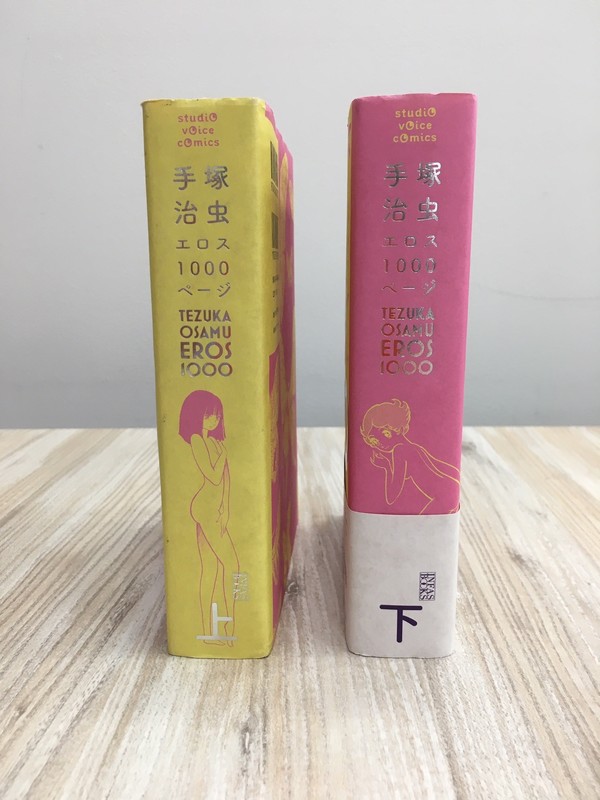 studio
voice
comics
手塚
治虫
エロス
1000
ページ
TEZUKA
OSAMU
EROS
1000
上
studio
voice
comics
手塚
治虫
エロス
1000
ページ
TEZUKA
OSAMU
EROS
1000
INFAS
BOOKS
下